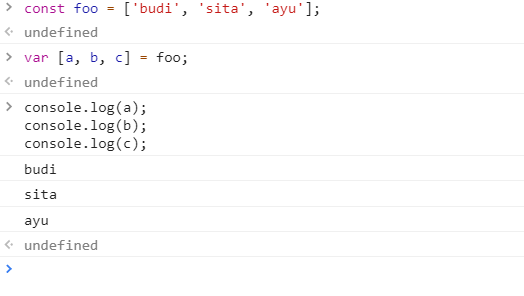 const foo = ['budi', 'sita', 'ayu'];
undefined
var [a, b, c] = foo;
undefined
console.log(a);
console.log(b);
console.log(c);
budi
sita
ayu
undefined